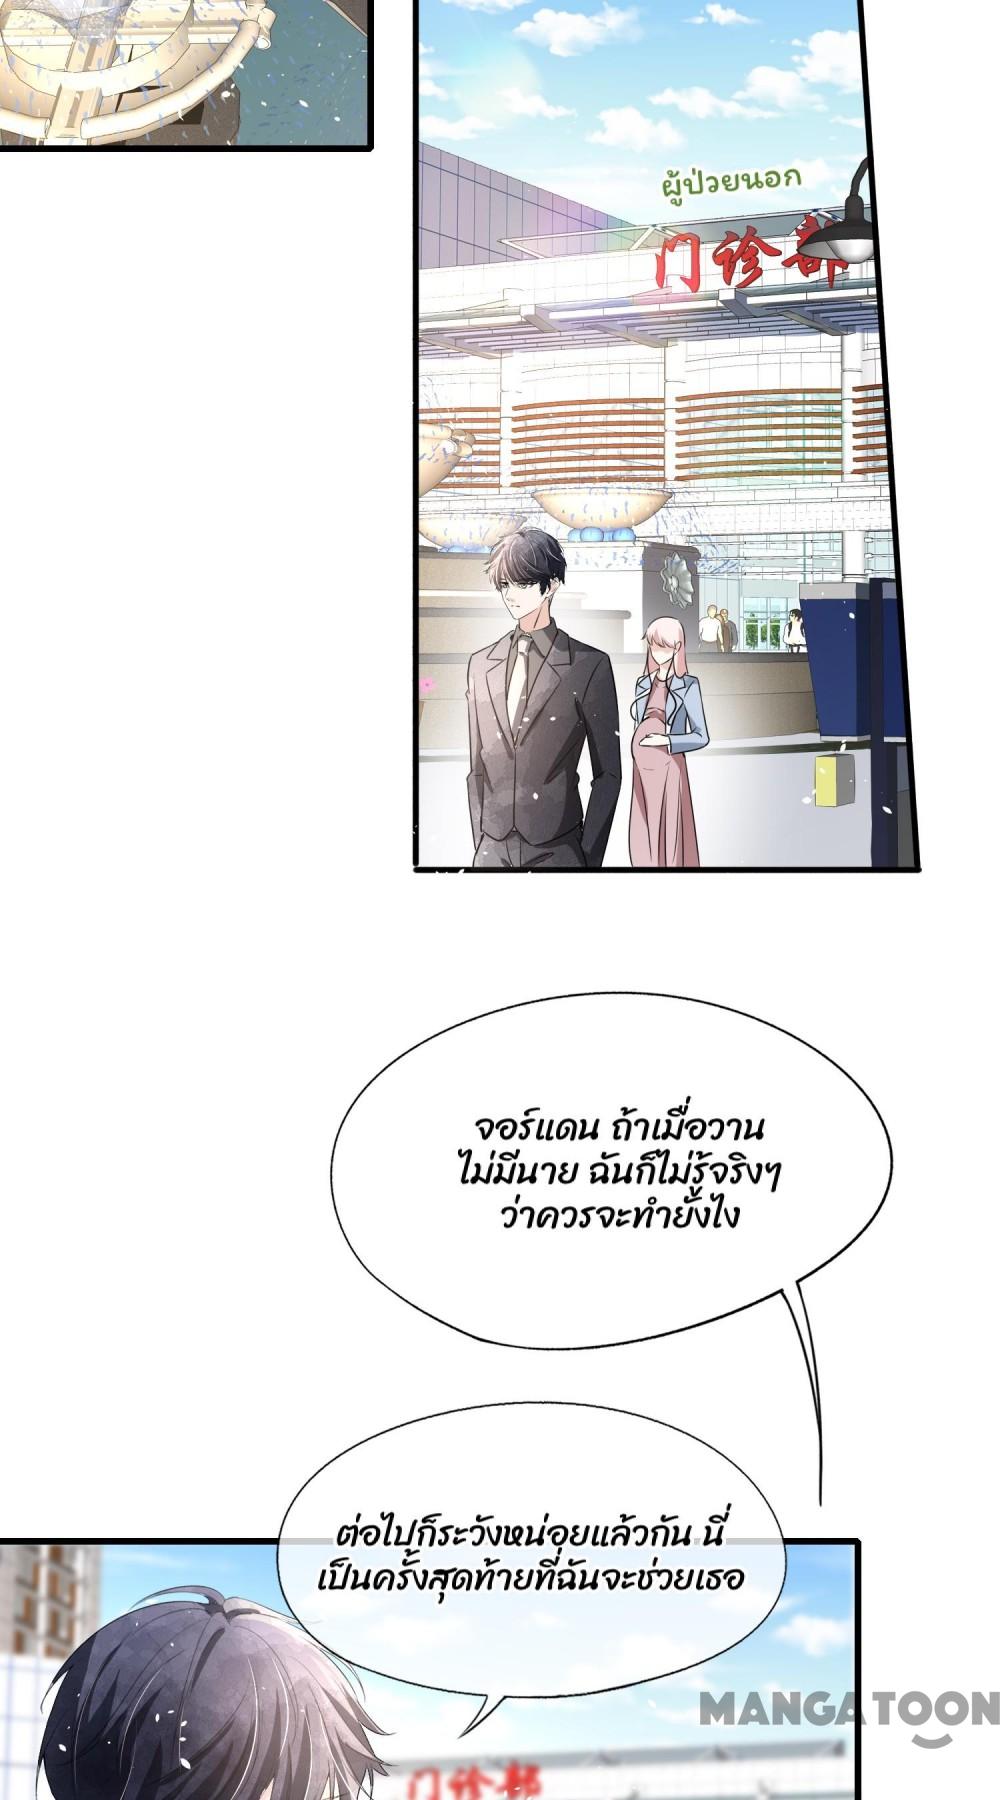 ผู้ป่วยนอก
门诊部
จอร์แดน ถ้าเมื่อวาน
ไม่มีนาย ฉันก็ไม่รู้จริงๆ
ว่าควรจะทำยังไง
ต่อไปก็ระวังหน่อยแล้วกัน นี่
เป็นครั้งสุดท้ายที่ฉันจะช่วยเธอ
MANGATOON
门诊部